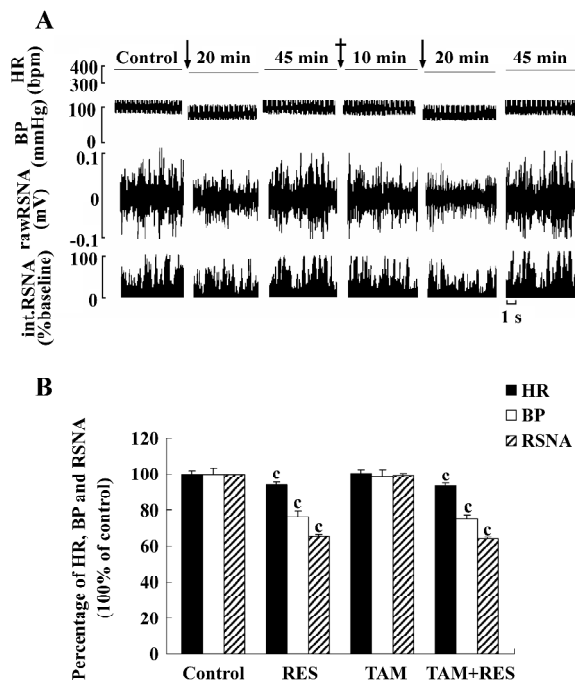 A
Control 20 min 45 min 10 min 20 min 45 min
HR
(bpm)
400
300
BP
(mmHg)
100
0
rawRSNA
(mV)
0.1
0
-0.1
int.RSNA
(%baseline)
100
0
1 s
B
HR
BP
RSNA
Percentage of HR, BP and RSNA
(100% of control)
120
100
80
60
40
20
0
c c c c c c
Control RES TAM TAM+RES